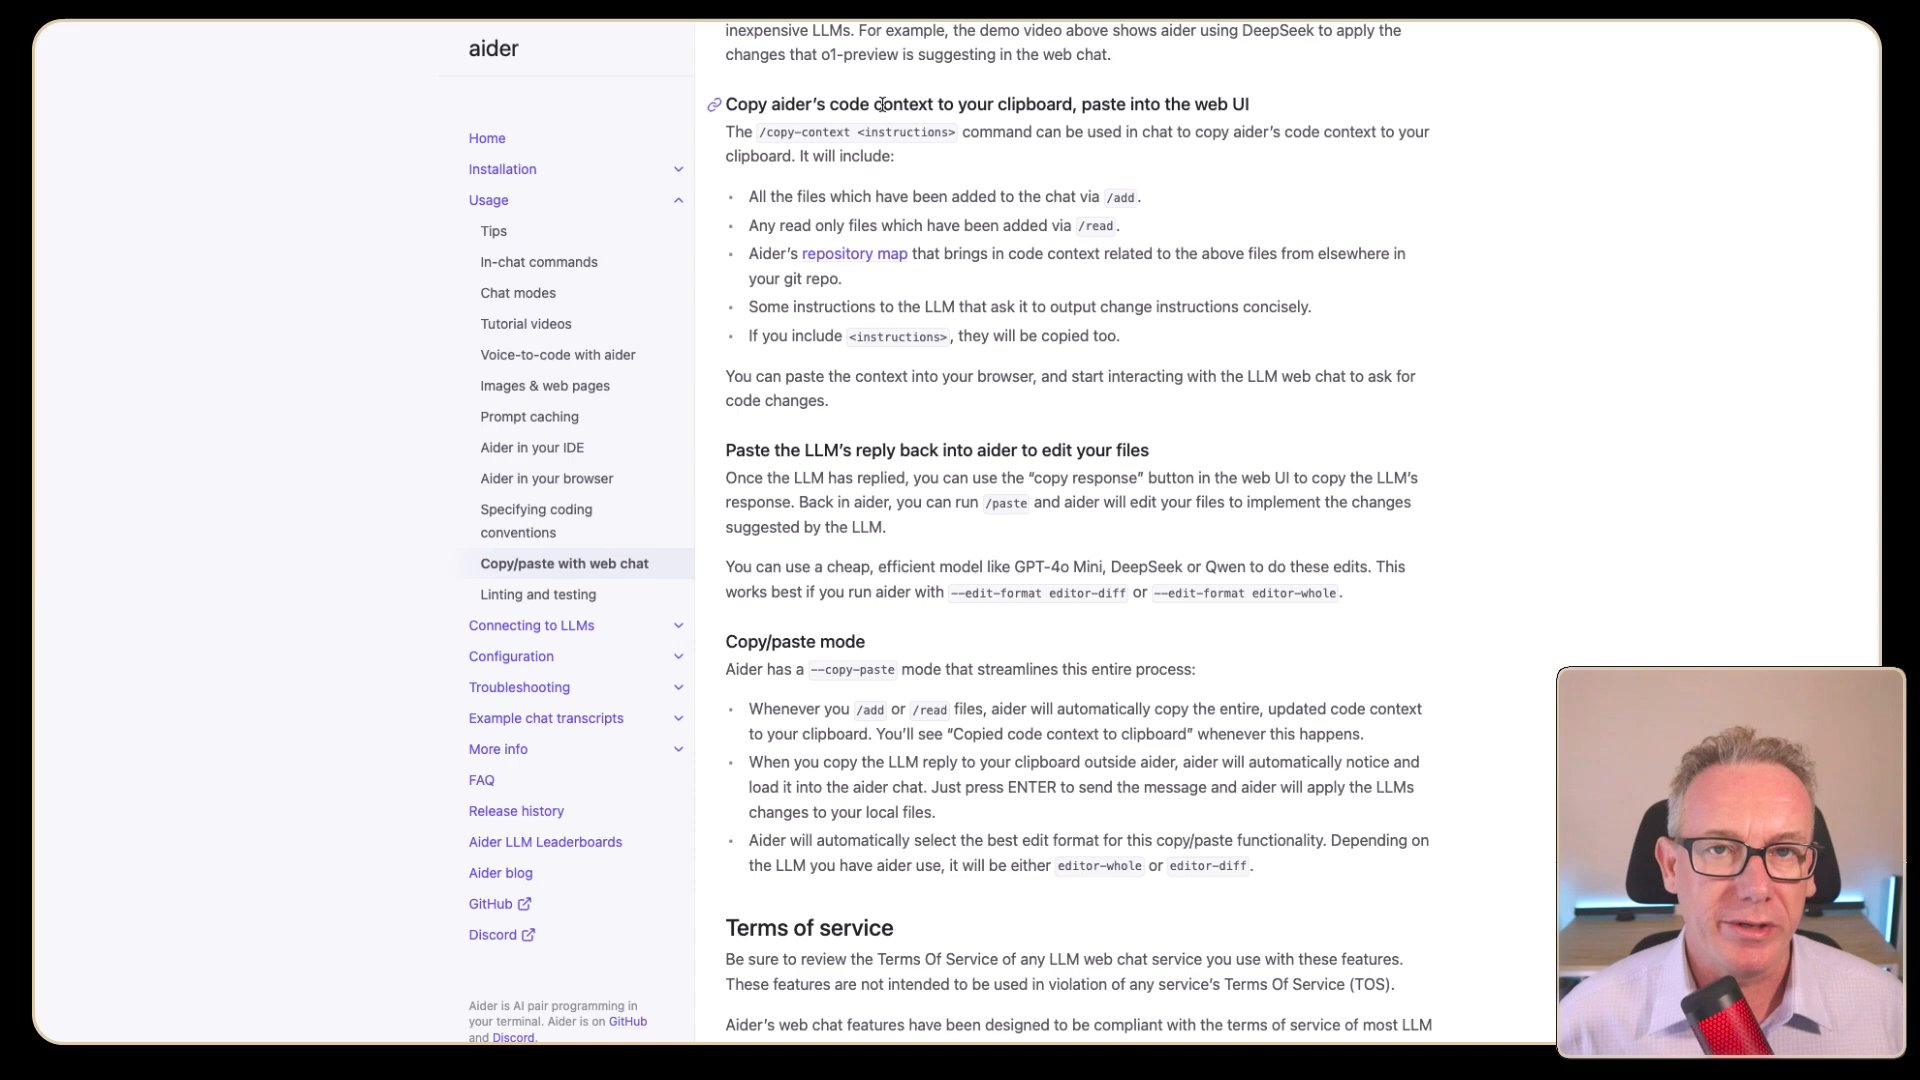 aider
Home
Installation
Usage
Tips
In-chat commands
Chat modes
Tutorial videos
Voice-to-code with aider
Images & web pages
Prompt caching
Aider in your IDE
Aider in your browser
Specifying coding
conventions
Copy/paste with web chat
Linting and testing
Connecting to LLMs
Configuration
Troubleshooting
Example chat transcripts
More info
FAQ
Release history
Aider LLM Leaderboards
Aider blog
GitHub
Discord
Aider is AI pair programming in
your terminal. Aider is on GitHub
and Discord.
inexpensive LLMs. For example, the demo video above shows aider using DeepSeek to apply the
changes that o1-preview is suggesting in the web chat.
Copy aider’s code context to your clipboard, paste into the web UI
The /copy-context <instructions> command can be used in chat to copy aider’s code context to your
clipboard. It will include:
• All the files which have been added to the chat via /add.
• Any read only files which have been added via /read.
• Aider’s repository map that brings in code context related to the above files from elsewhere in
your git repo.
• Some instructions to the LLM that ask it to output change instructions concisely.
• If you include <instructions>, they will be copied too.
You can paste the context into your browser, and start interacting with the LLM web chat to ask for
code changes.
Paste the LLM’s reply back into aider to edit your files
Once the LLM has replied, you can use the “copy response” button in the web UI to copy the LLM’s
response. Back in aider, you can run /paste and aider will edit your files to implement the changes
suggested by the LLM.
You can use a cheap, efficient model like GPT-4o Mini, DeepSeek or Qwen to do these edits. This
works best if you run aider with --edit-format editor-diff or --edit-format editor-whole.
Copy/paste mode
Aider has a --copy-paste mode that streamlines this entire process:
• Whenever you /add or /read files, aider will automatically copy the entire, updated code context
to your clipboard. You’ll see “Copied code context to clipboard” whenever this happens.
• When you copy the LLM reply to your clipboard outside aider, aider will automatically notice and
load it into the aider chat. Just press ENTER to send the message and aider will apply the LLMs
changes to your local files.
• Aider will automatically select the best edit format for this copy/paste functionality. Depending on
the LLM you have aider use, it will be either editor-whole or editor-diff.
Terms of service
Be sure to review the Terms Of Service of any LLM web chat service you use with these features.
These features are not intended to be used in violation of any service’s Terms Of Service (TOS).
Aider’s web chat features have been designed to be compliant with the terms of service of most LLM